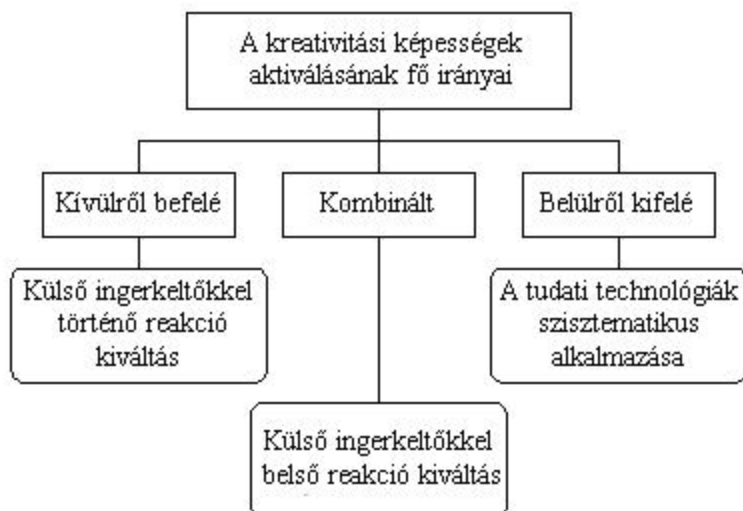 A kreativitási képességek
aktiválásának fő irányai
Kívülről befelé
Kombinált
Belülről kifelé
Külső ingerkeltőkkel
történő reakció
kiváltás
A tudati technológiák
szisztematikus
alkalmazása
Külső ingerkeltőkkel
belső reakció kiváltás